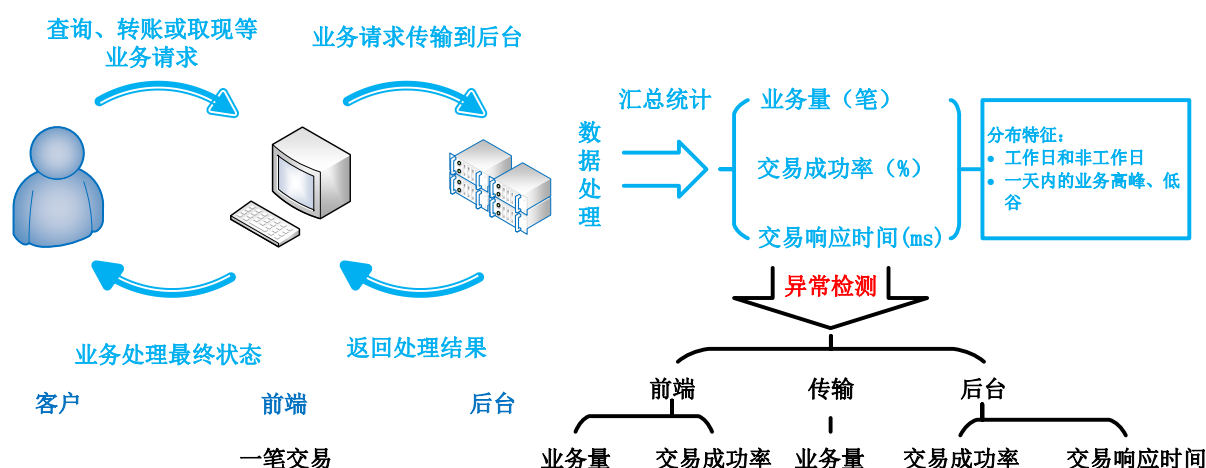 查询、转账或取现等
业务请求
业务请求传输到后台
业务处理最终状态
返回处理结果
客户
前端
后台
一笔交易
数
据
处
理
汇总统计
业务量（笔）
交易成功率（%）
交易响应时间(ms)
分布特征：
• 工作日和非工作日
• 一天内的业务高峰、低
谷
异常检测
前端
传输
后台
业务量
交易成功率
业务量
交易成功率
交易响应时间